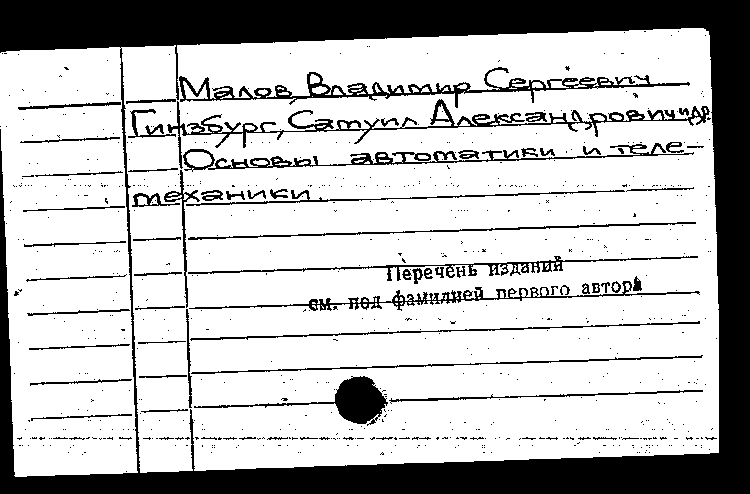 Малов Владимир Сергеевич
Гинзбург, Самуил Александрович и др.
Основы автоматики и теле-
механики.
Перечень изданий
см. под фамилией первого автора